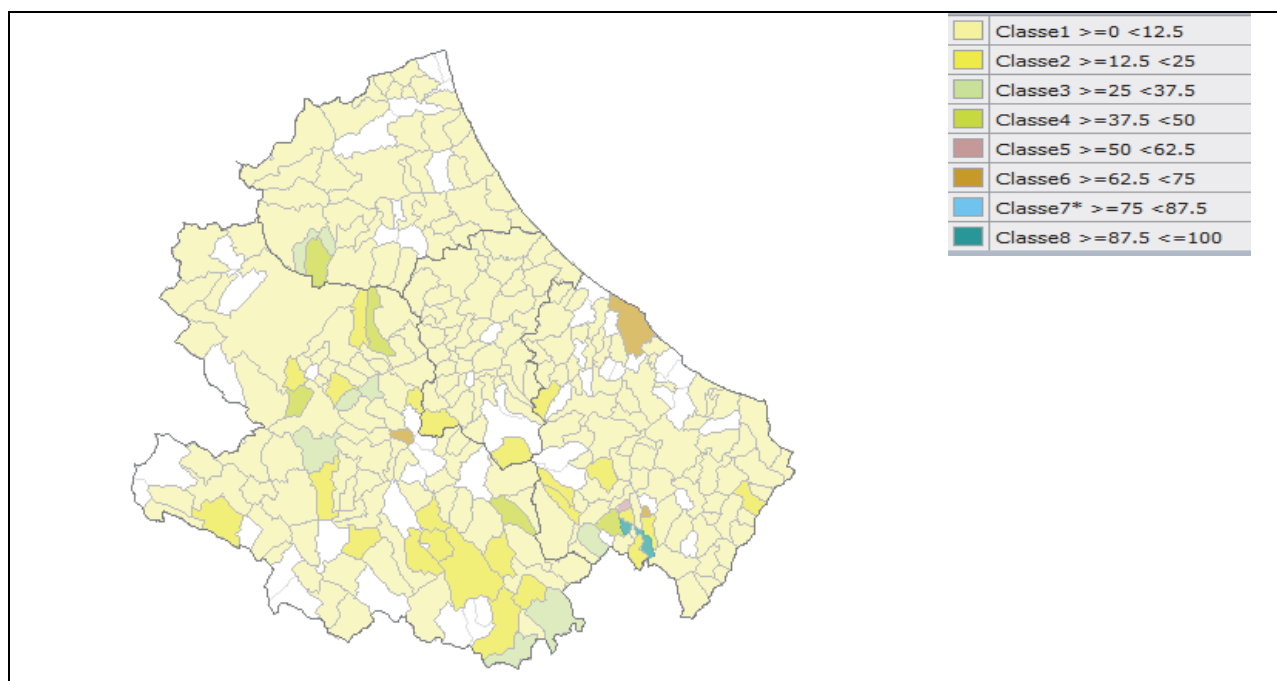 Classe1 >=0 <12.5
Classe2 >=12.5 <25
Classe3 >=25 <37.5
Classe4 >=37.5 <50
Classe5 >=50 <62.5
Classe6 >=62.5 <75
Classe7* >=75 <87.5
Classe8 >=87.5 <=100